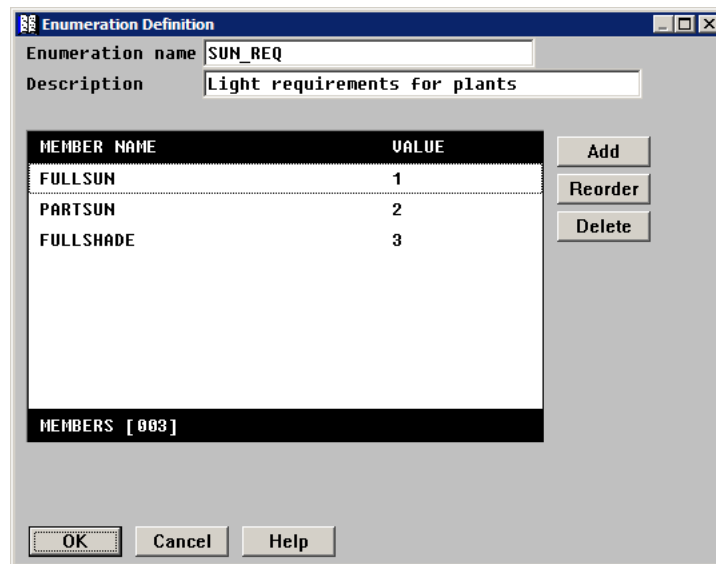 Enumeration Definition
Enumeration name SUN_REQ
Description Light requirements for plants
MEMBER NAME VALUE
Add
FULLSUN 1
Reorder
PARTSUN 2
Delete
FULLSHADE 3
MEMBERS [003]
OK Cancel Help